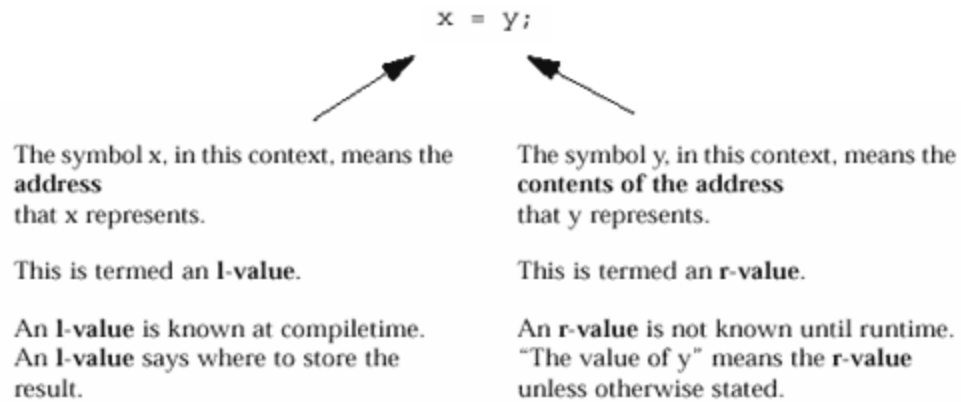 x = y;
The symbol x, in this context, means the
address
that x represents.
This is termed an l-value.
An l-value is known at compiletime.
An l-value says where to store the
result.
The symbol y, in this context, means the
contents of the address
that y represents.
This is termed an r-value.
An r-value is not known until runtime.
“The value of y” means the r-value
unless otherwise stated.